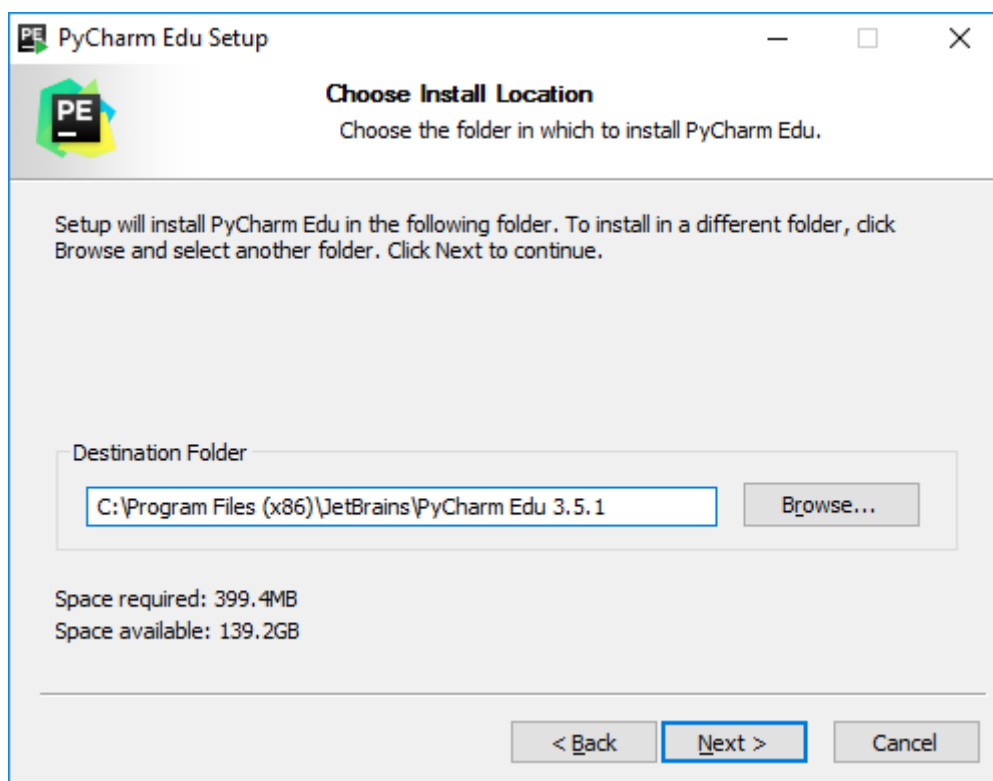 PyCharm Edu Setup
PE
Choose Install Location
Choose the folder in which to install PyCharm Edu.
Setup will install PyCharm Edu in the following folder. To install in a different folder, click
Browse and select another folder. Click Next to continue.
Destination Folder
C:\Program Files (x86)\JetBrains\PyCharm Edu 3.5.1
Browse...
Space required: 399.4MB
Space available: 139.2GB
< Back
Next >
Cancel